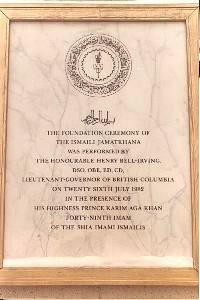 THE FOUNDATION CEREMONY OF
THE ISMAILI JAMATKHANA
WAS PERFORMED BY
THE HONOURABLE HENRY BELL-IRVING,
DSO, OBE, ED, CD,
LIEUTENANT-GOVERNOR OF BRITISH COLUMBIA
ON TWENTY SIXTH JULY 1982
IN THE PRESENCE OF
HIS HIGHNESS PRINCE KARIM AGA KHAN
FORTY-NINTH IMAM
OF THE SHIA IMAMI ISMAILIS